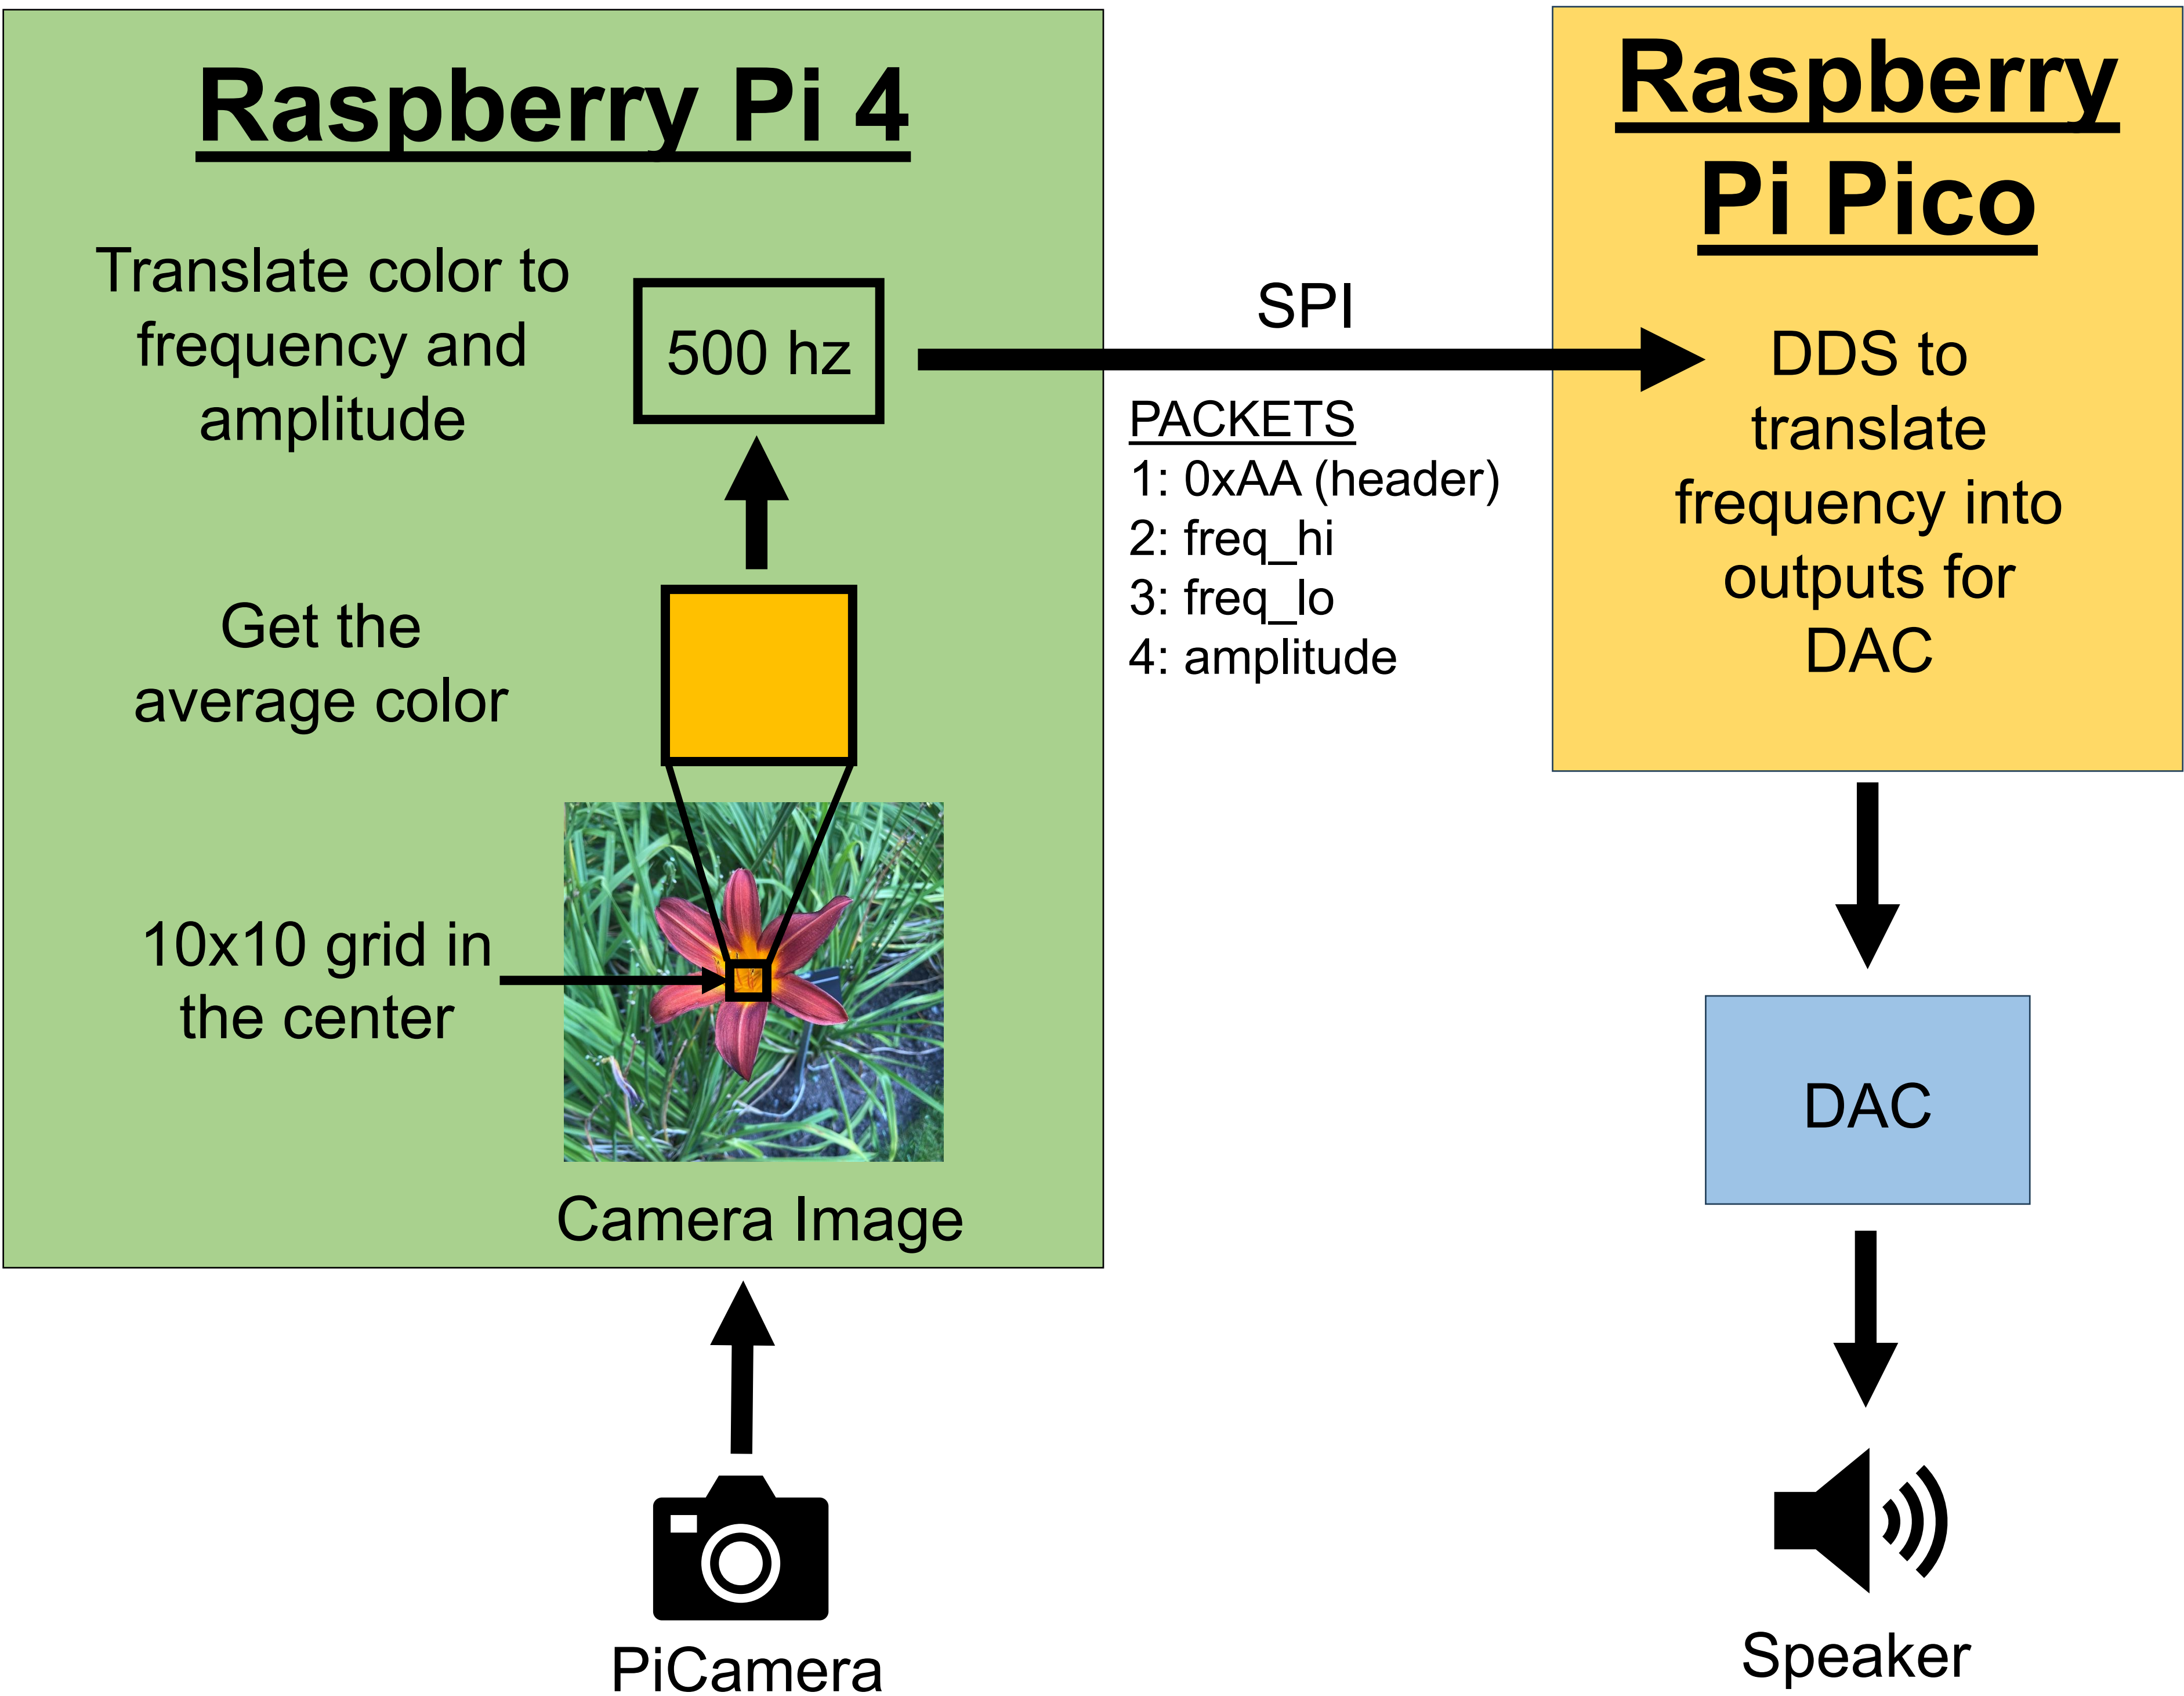 Raspberry Pi 4
Translate color to
frequency and
amplitude
500 hz
Get the
average color
10x10 grid in
the center
Camera Image
PiCamera
SPI
PACKETS
1: 0xAA (header)
2: freq_hi
3: freq_lo
4: amplitude
Raspberry
Pi Pico
DDS to
translate
frequency into
outputs for
DAC
DAC
Speaker